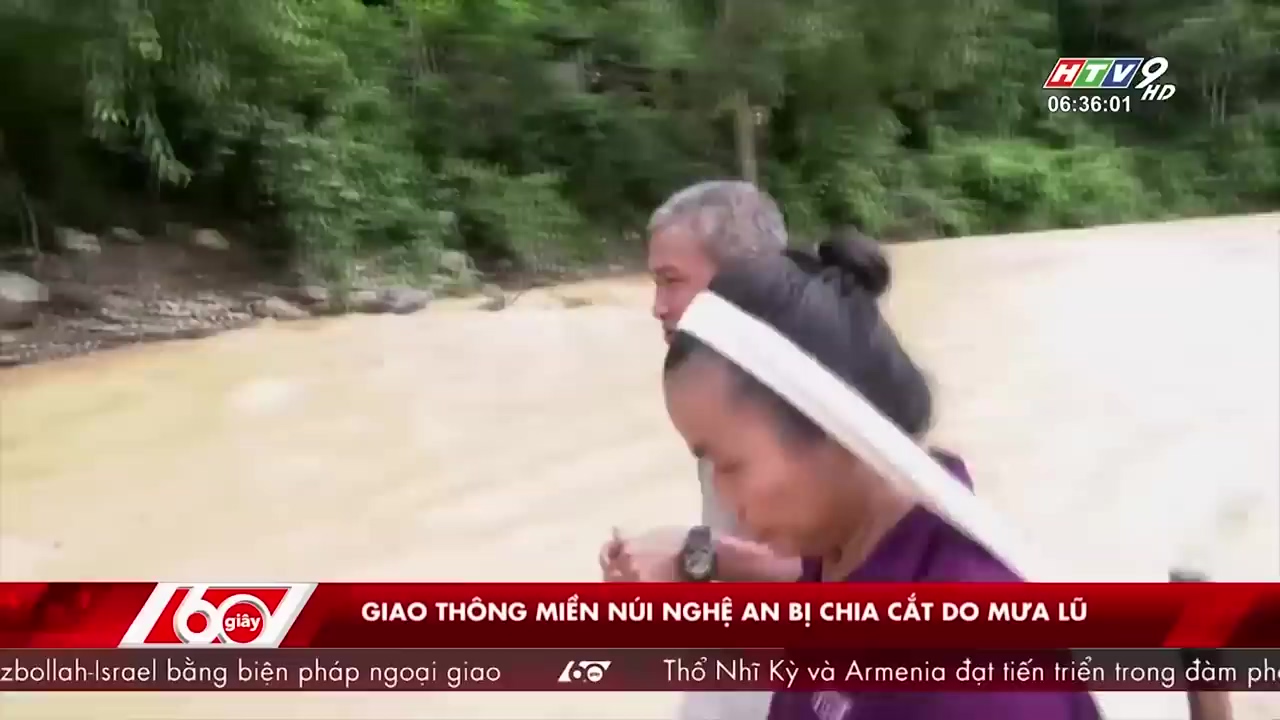 HTV9
HD
06:36:01
60 giây
GIAO THÔNG MIỀN NÚI NGHỆ AN BỊ CHIA CẮT DO MƯA LŨ
zbollah-Israel bằng biện pháp ngoại giao 60 Thổ Nhĩ Kỳ và Armenia đạt tiến triển trong đàm